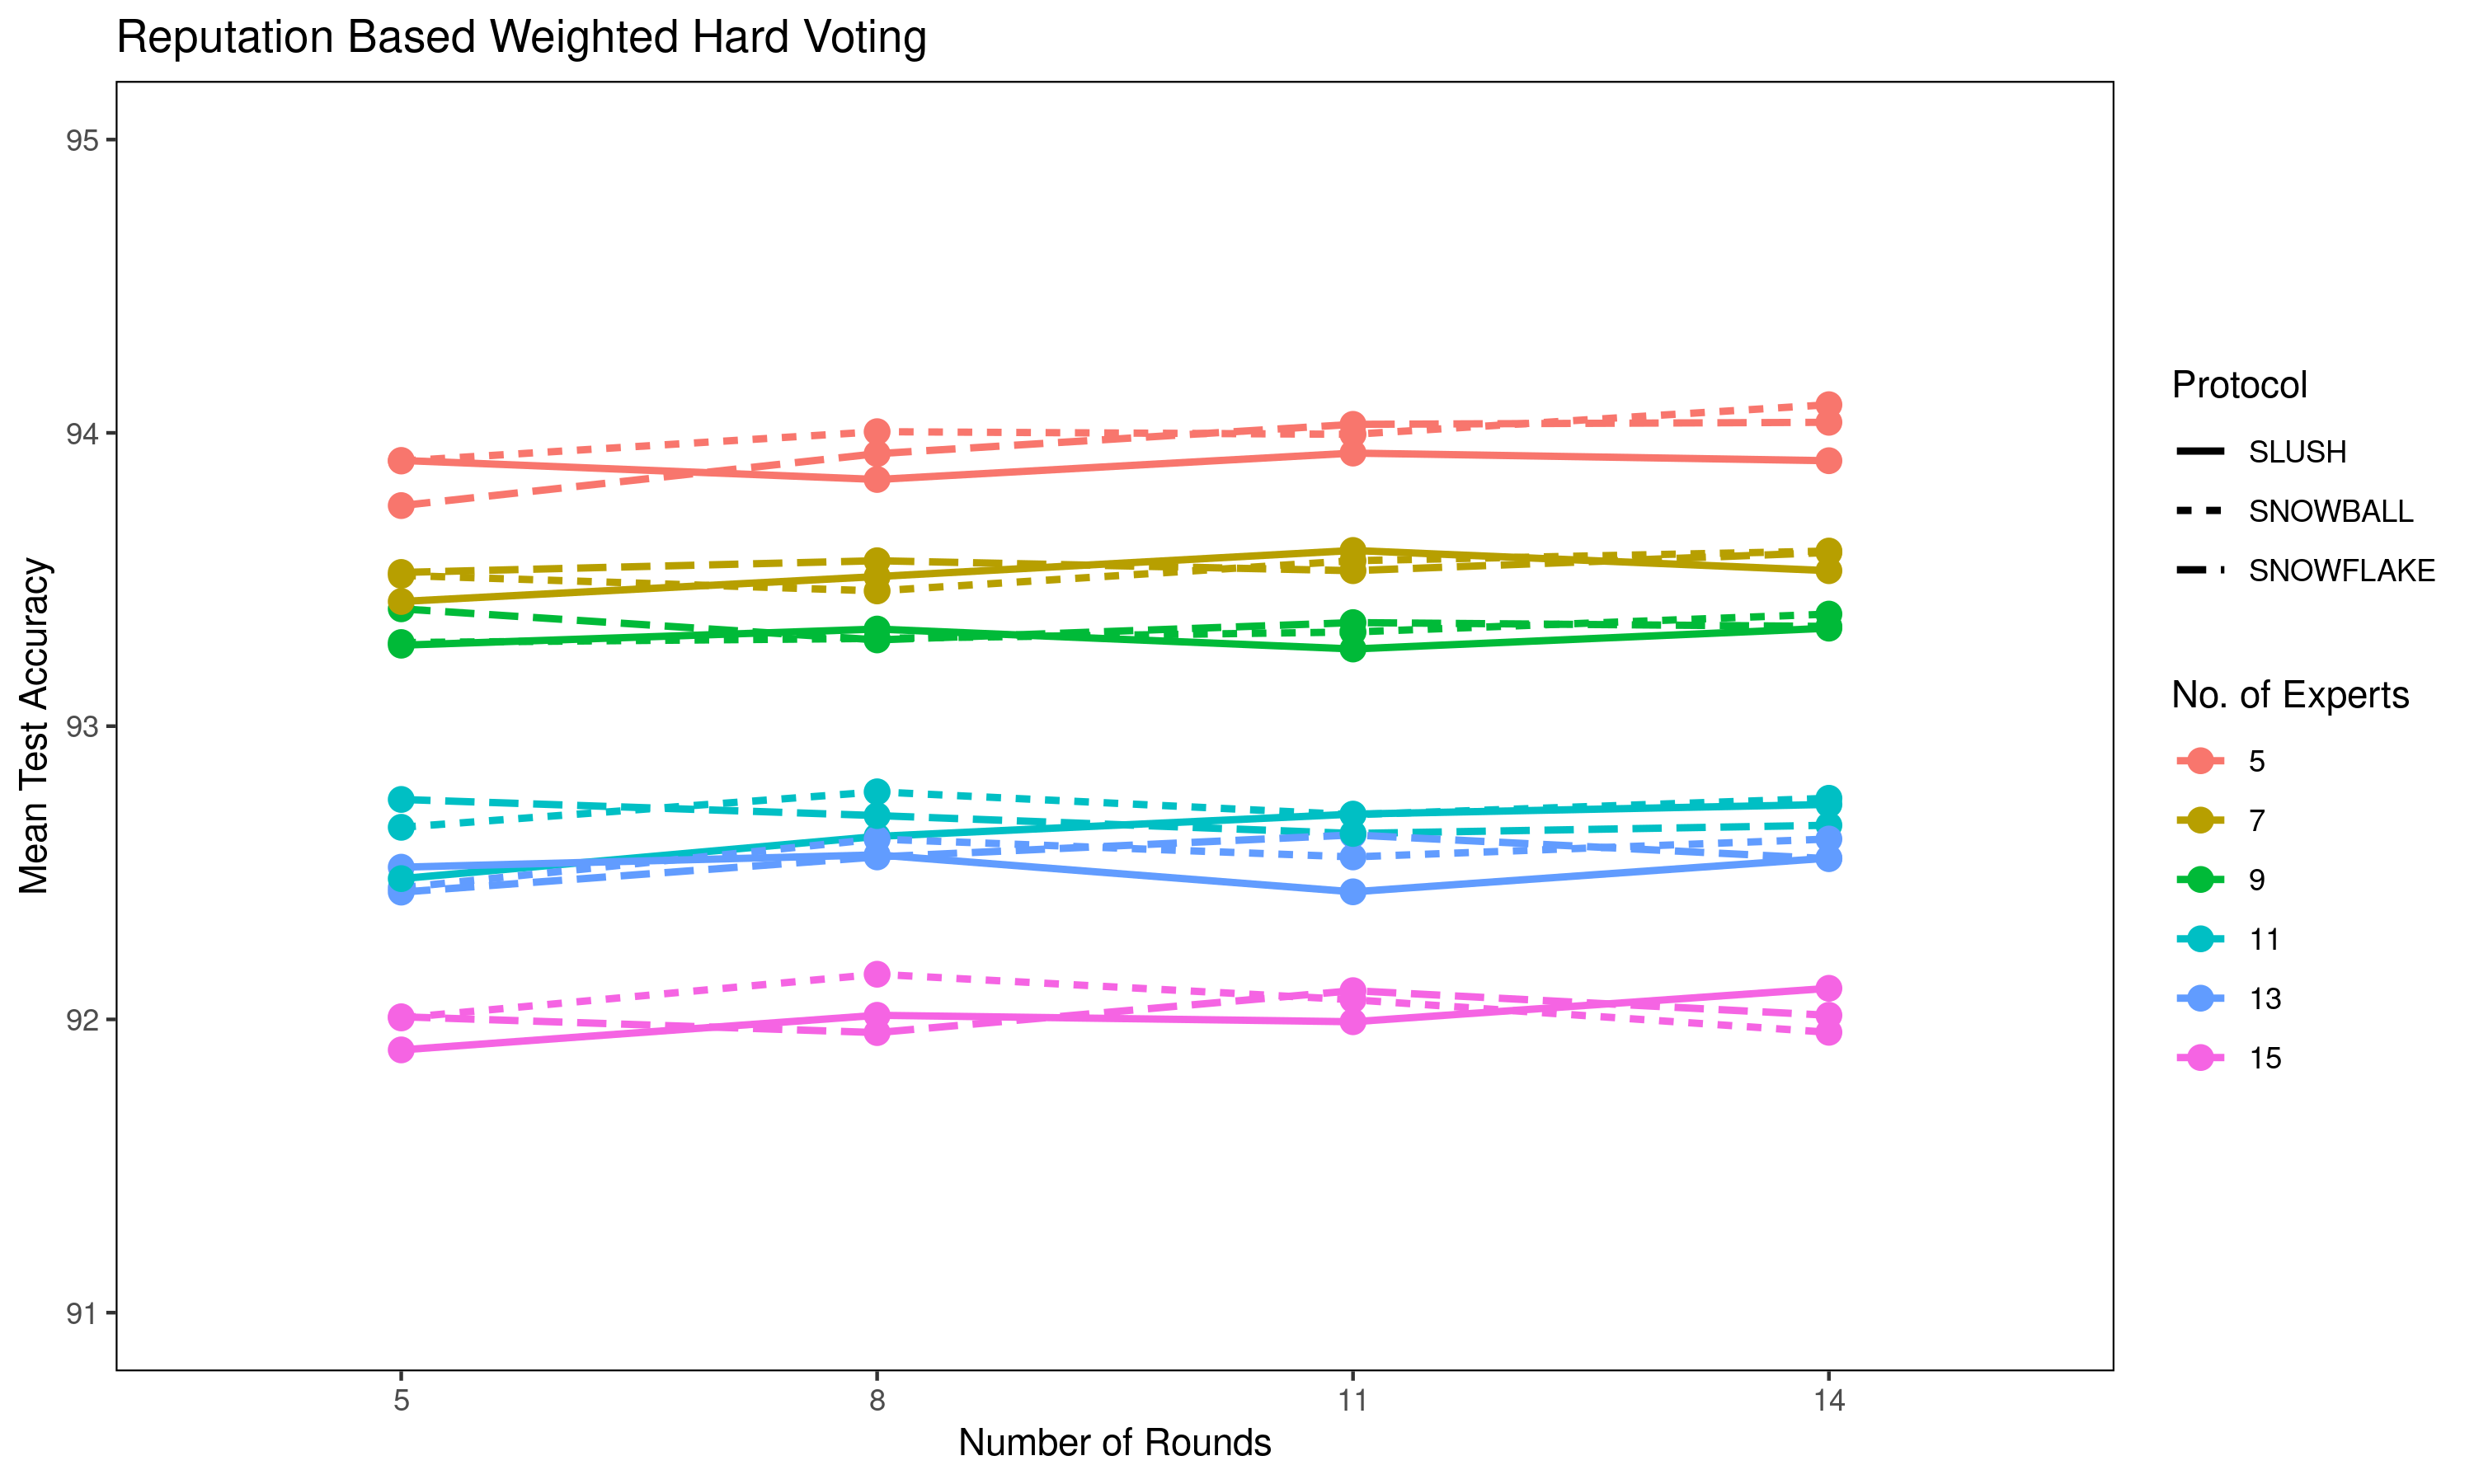 Reputation Based Weighted Hard Voting
95
94
93
92
91
Mean Test Accuracy
5
8
11
14
Number of Rounds
Protocol
SLUSH
SNOWBALL
SNOWFLAKE
No. of Experts
5
7
9
11
13
15